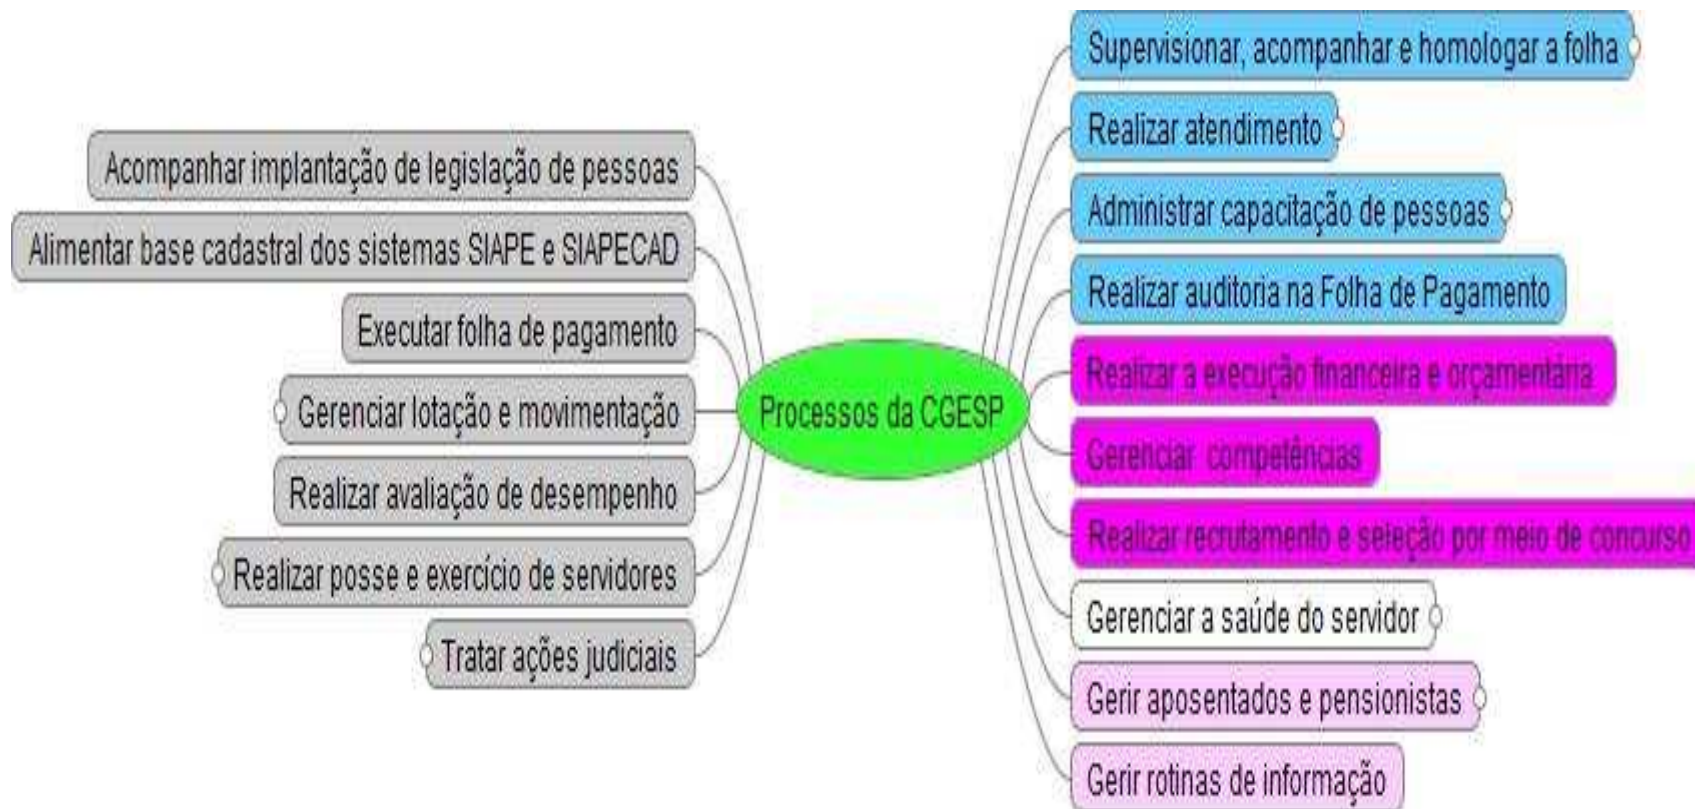 Acompanhar implantação de legislação de pessoas
Alimentar base cadastral dos sistemas SIAPE e SIAPECAD
Executar folha de pagamento
Gerenciar lotação e movimentação
Realizar avaliação de desempenho
Realizar posse e exercício de servidores
Tratar ações judiciais
Processos da CGESP
Supervisionar, acompanhar e homologar a folha
Realizar atendimento
Administrar capacitação de pessoas
Realizar auditoria na Folha de Pagamento
Realizar a execução financeira e orçamentária
Gerenciar competências
Realizar recrutamento e seleção por meio de concurso
Gerenciar a saúde do servidor
Gerir aposentados e pensionistas
Gerir rotinas de informação